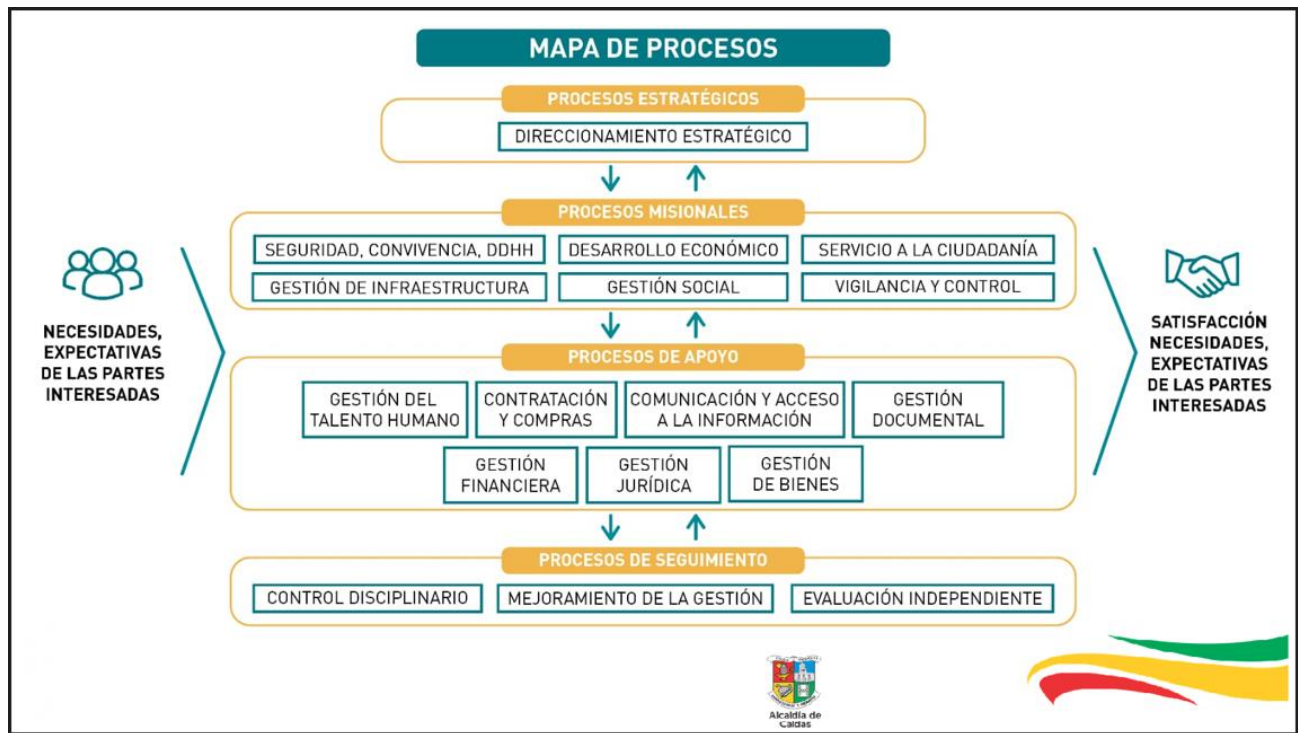 MAPA DE PROCESOS
PROCESOS ESTRATÉGICOS
DIRECCIONAMIENTO ESTRATÉGICO
PROCESOS MISIONALES
SEGURIDAD, CONVIVENCIA, DDHH
DESARROLLO ECONÓMICO
SERVICIO A LA CIUDADANÍA
GESTIÓN DE INFRAESTRUCTURA
GESTIÓN SOCIAL
VIGILANCIA Y CONTROL
NECESIDADES,
EXPECTATIVAS
DE LAS PARTES
INTERESADAS
PROCESOS DE APOYO
GESTIÓN DEL
TALENTO HUMANO
CONTRATACIÓN
Y COMPRAS
COMUNICACIÓN Y ACCESO
A LA INFORMACIÓN
GESTIÓN
DOCUMENTAL
GESTIÓN
FINANCIERA
GESTIÓN
JURÍDICA
GESTIÓN
DE BIENES
SATISFACCIÓN
NECESIDADES,
EXPECTATIVAS
DE LAS PARTES
INTERESADAS
PROCESOS DE SEGUIMIENTO
CONTROL DISCIPLINARIO
MEJORAMIENTO DE LA GESTIÓN
EVALUACIÓN INDEPENDIENTE
Alcaldía de
Caldas